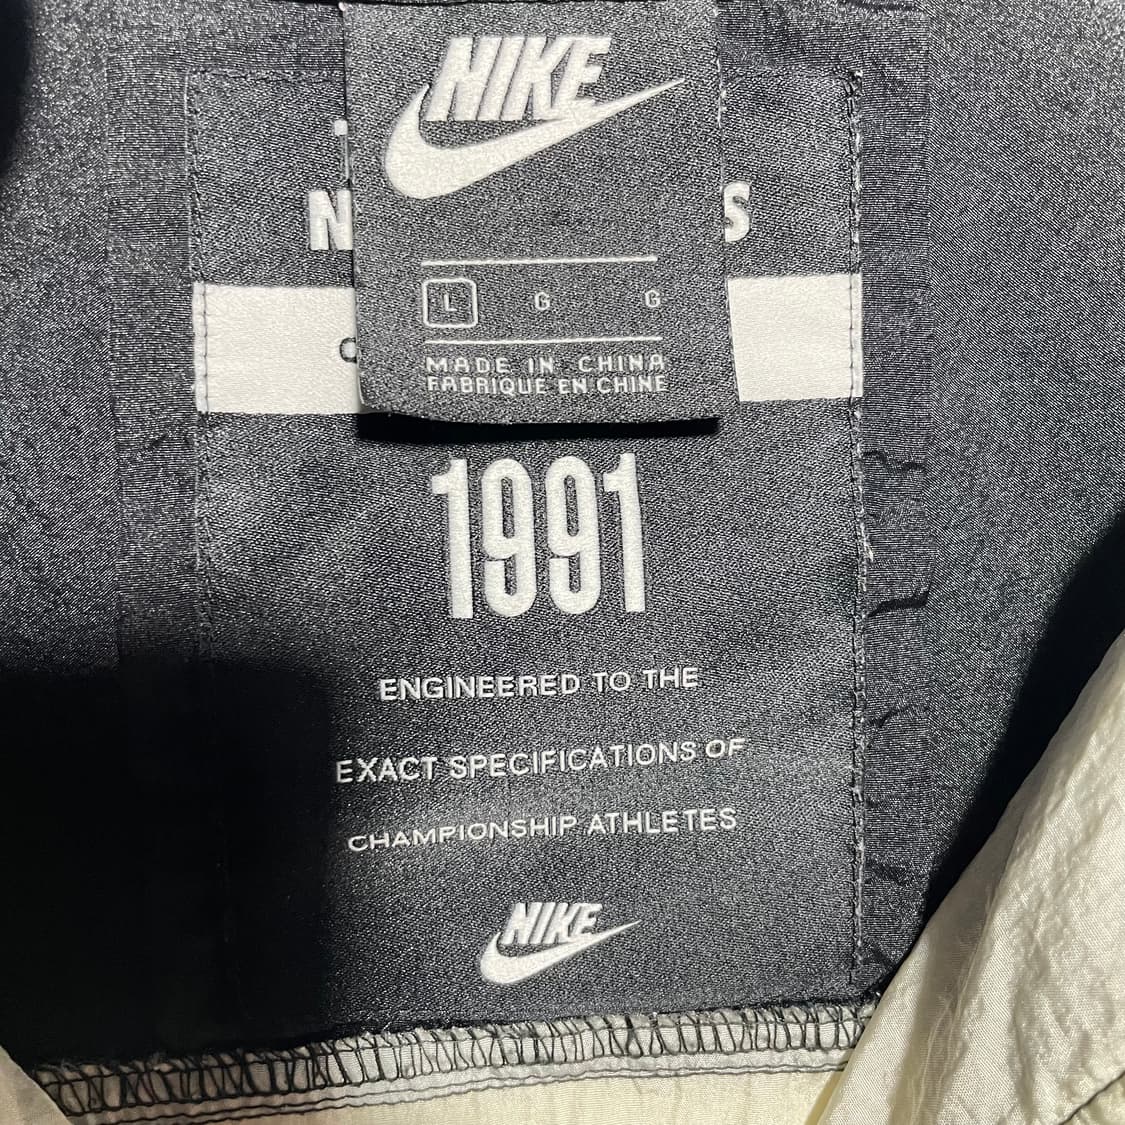 NIKE
L G G
MADE IN CHINA
FABRIQUE EN CHINE
1991
ENGINEERED TO THE
EXACT SPECIFICATIONS OF
CHAMPIONSHIP ATHLETES
NIKE